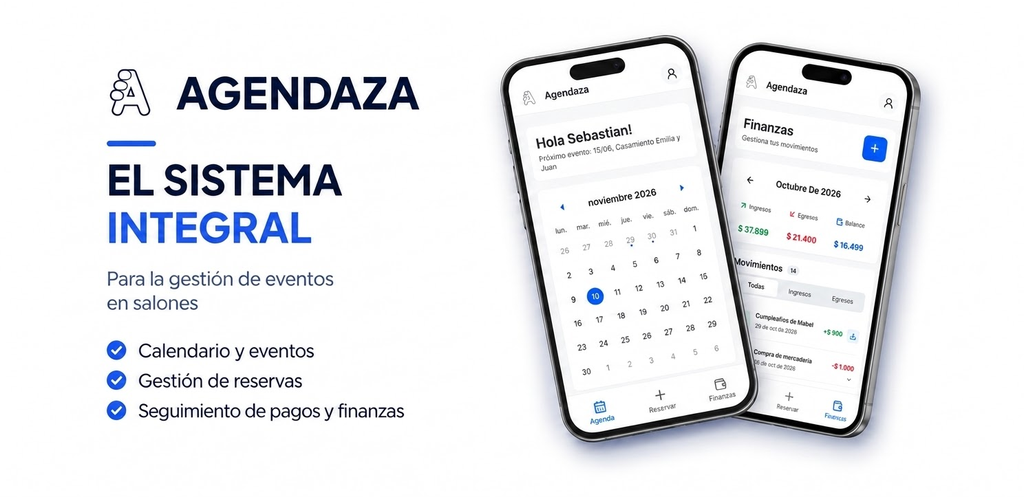 AGENDAZA
EL SISTEMA
INTEGRAL
Para la gestión de eventos
en salones
Calendario y eventos
Gestión de reservas
Seguimiento de pagos y finanzas
Agendaza
Hola Sebastian!
Próximo evento: 15/06, Casamiento Emilia y
Juan
noviembre 2026
lun. mar. mié. jue. vie. sáb. dom.
26 27 28 29 30 31 1
2 3 4 5 6 7 8
9 10 11 12 13 14 15
16 17 18 19 20 21 22
23 24 25 26 27 28 29
30 1 2 3 4 5 6
Agenda Reservar Finanzas
Agendaza
Finanzas
Gestiona tus movimientos
Octubre De 2026
Ingresos Egresos Balance
$ 37.899 $ 21.400 $ 16.499
Movimientos 14
Todas Ingresos Egresos
Cumpleaños de Mabel
+$ 900
29 de oct de 2026
Compra de mercadería
-$ 1.000
de oct de 2026
Reservar Finanzas